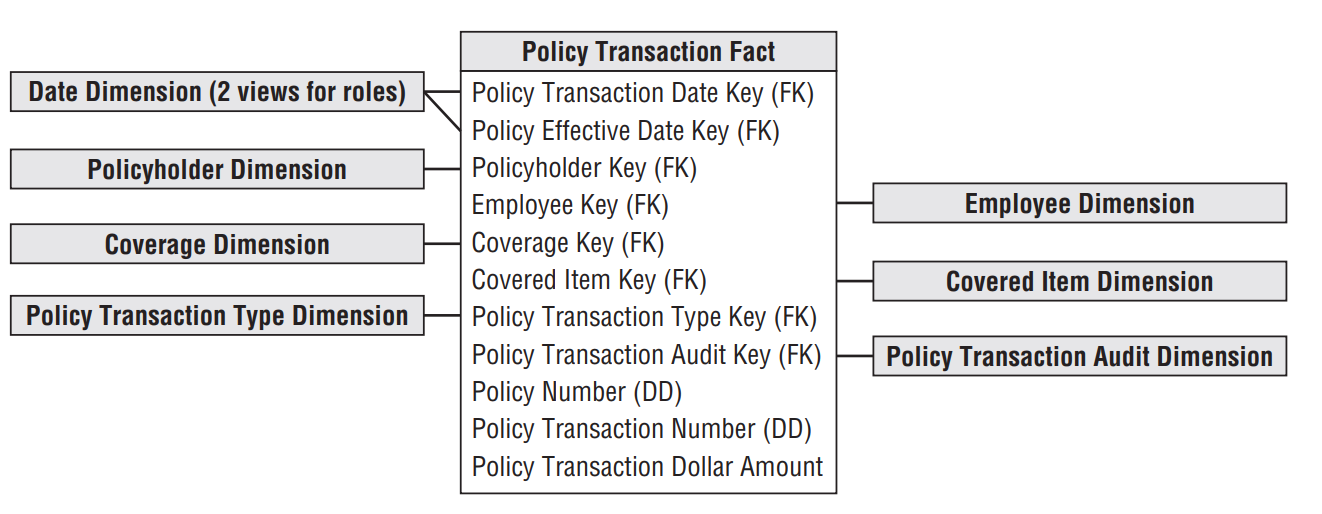 Policy Transaction Fact
Date Dimension (2 views for roles)
Policyholder Dimension
Coverage Dimension
Policy Transaction Type Dimension
Policy Transaction Date Key (FK)
Policy Effective Date Key (FK)
Policyholder Key (FK)
Employee Key (FK)
Coverage Key (FK)
Covered Item Key (FK)
Policy Transaction Type Key (FK)
Policy Transaction Audit Key (FK)
Policy Number (DD)
Policy Transaction Number (DD)
Policy Transaction Dollar Amount
Employee Dimension
Covered Item Dimension
Policy Transaction Audit Dimension